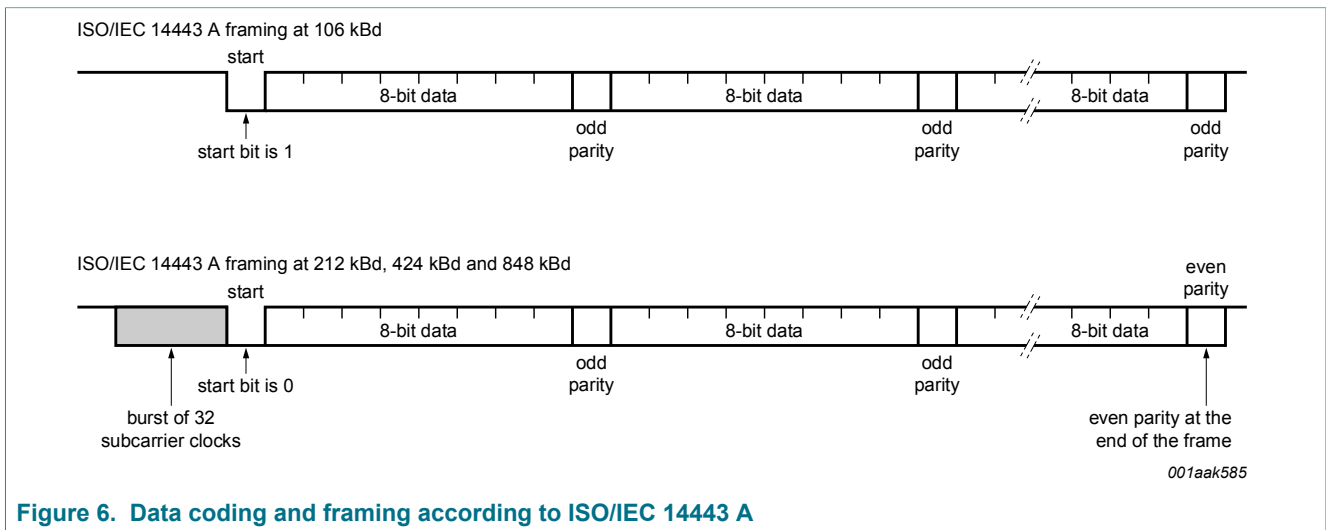 ISO/IEC 14443 A framing at 106 kBd
start
8-bit data
8-bit data
8-bit data
odd
parity
odd
parity
odd
parity
start bit is 1
ISO/IEC 14443 A framing at 212 kBd, 424 kBd and 848 kBd
even
parity
start
8-bit data
8-bit data
8-bit data
odd
parity
odd
parity
start bit is 0
burst of 32
subcarrier clocks
even parity at the
end of the frame
001aak585
Figure 6. Data coding and framing according to ISO/IEC 14443 A